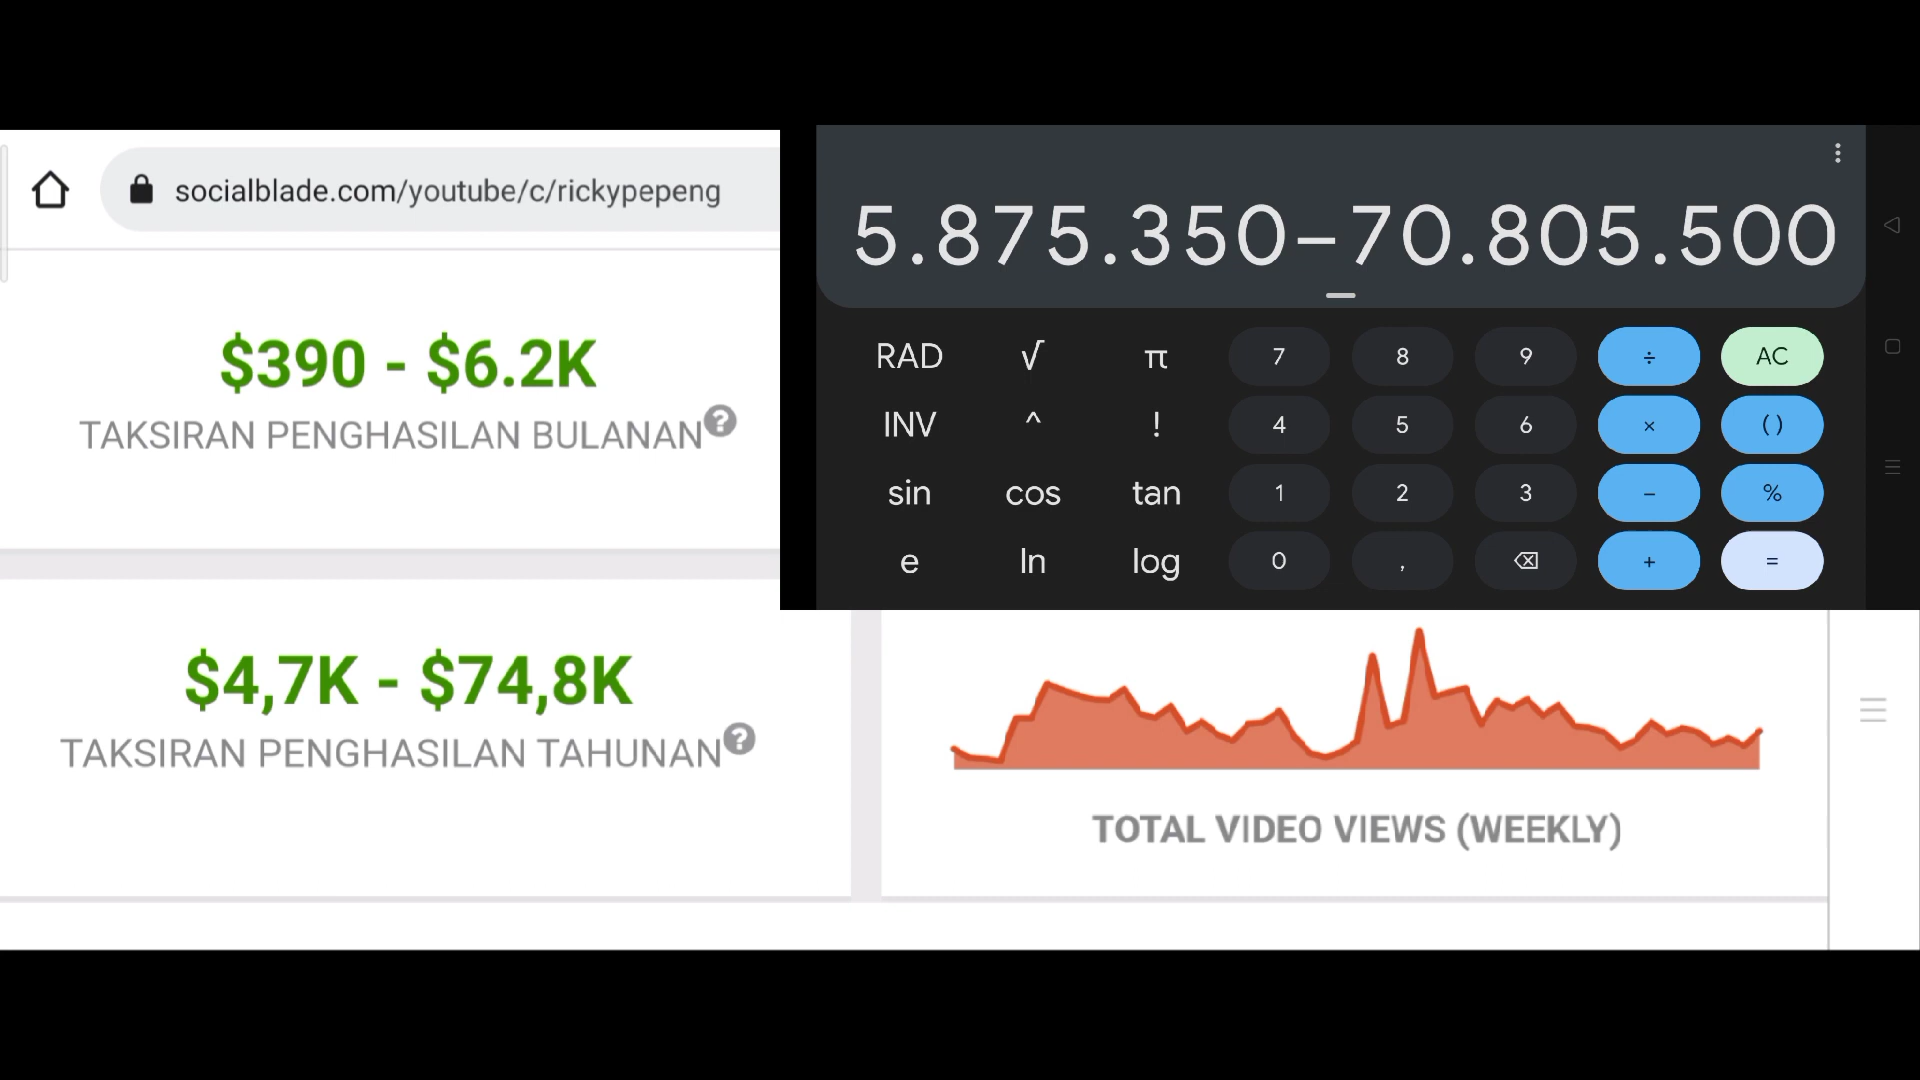 socialblade.com/youtube/c/rickypepeng
$390 - $6.2K
TAKSIRAN PENGHASILAN BULANAN ?
$4,7K - $74,8K
TAKSIRAN PENGHASILAN TAHUNAN ?
5.875.350–70.805.500
RAD √ π 7 8 9 ÷ AC
INV ^ ! 4 5 6 × ( )
sin cos tan 1 2 3 − %
e ln log 0 , + =
TOTAL VIDEO VIEWS (WEEKLY)